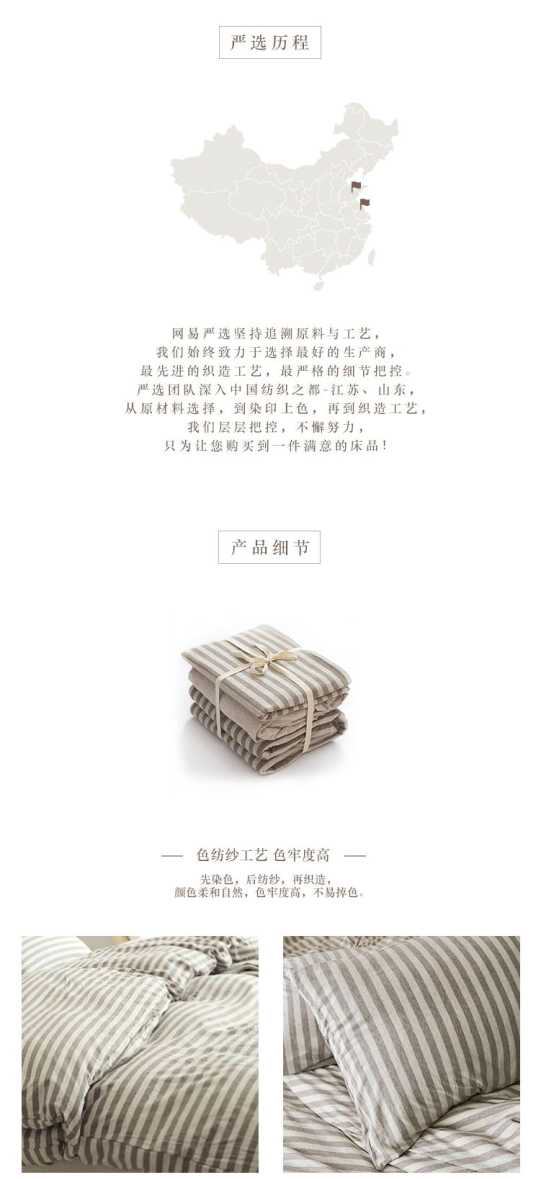 严选历程
网易严选坚持追溯原料与工艺，
我们始终致力于选择最好的生产商，
最先进的织造工艺，最严格的细节把控。
严选团队深入中国纺织之都-江苏、山东，
从原材料选择，到染印上色，再到织造工艺，
我们层层把控，不懈努力，
只为让您购买到一件满意的床品！
产品细节
色纺纱工艺 色牢度高
先染色，后纺纱，再织造，
颜色柔和自然，色牢度高，不易掉色。